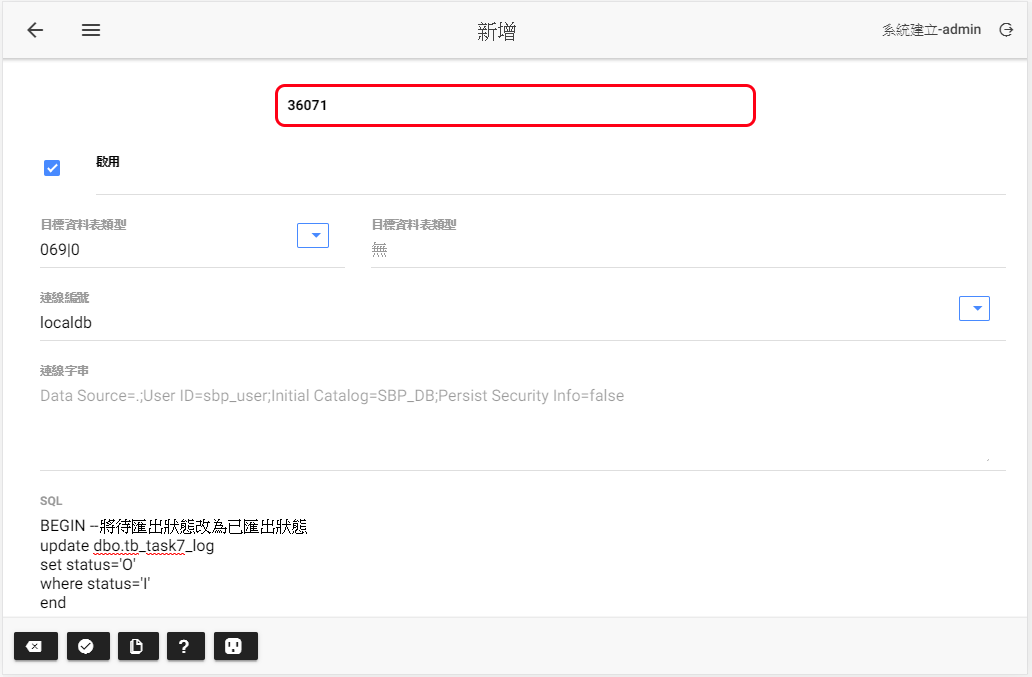 新增
系統建立-admin
36071
啟用
目標資料表類型
069|0
目標資料表類型
無
連線編號
localdb
連線字串
Data Source=.;User ID=sbp_user;Initial Catalog=SBP_DB;Persist Security Info=false
SQL
BEGIN --將待匯出狀態改為已匯出狀態
update dbo.tb_task7_log
set status='O'
where status='I'
end
?